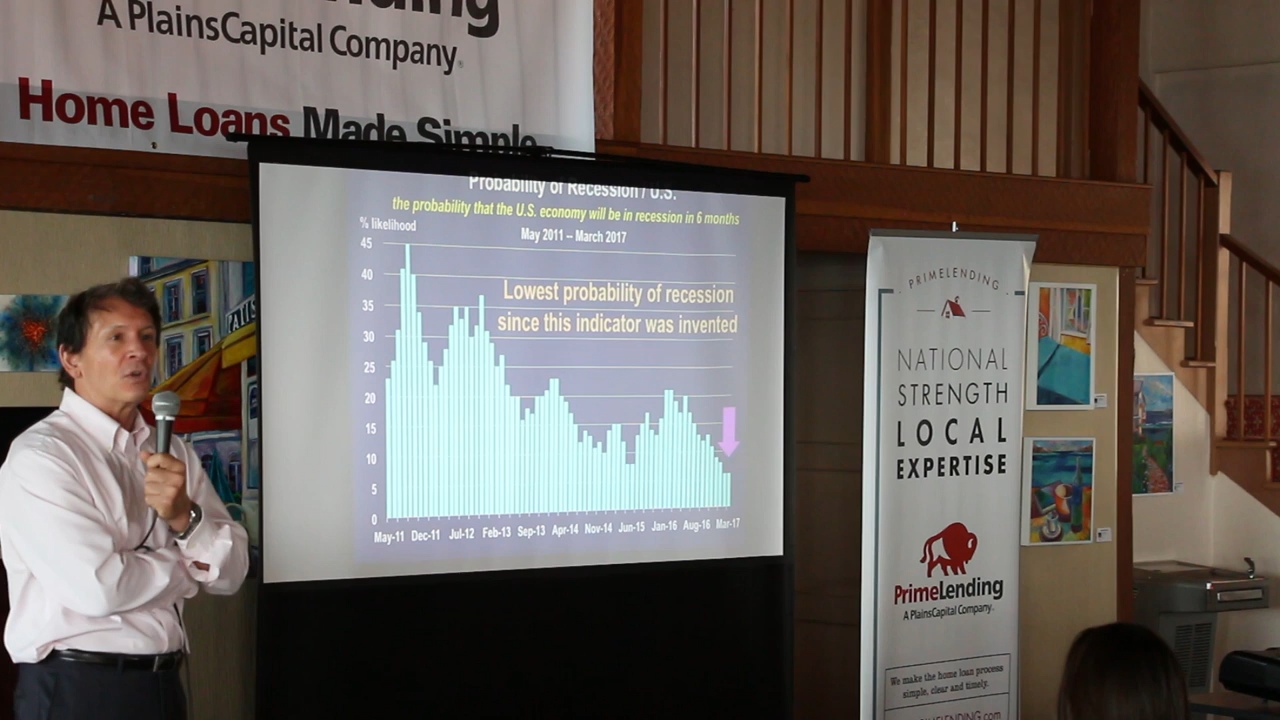 A PlainsCapital Company®
Home Loans Made Simple
Probability of Recession / U.S.
the probability that the U.S. economy will be in recession in 6 months
% likelihood
May 2011 – March 2017
45
40
35
30
25
20
15
10
5
0
Lowest probability of recession
since this indicator was invented
May-11 Dec-11 Jul-12 Feb-13 Sep-13 Apr-14 Nov-14 Jun-15 Jan-16 Aug-16 Mar-17
PRIMELENDING
NATIONAL
STRENGTH
LOCAL
EXPERTISE
PrimeLending
A PlainsCapital Company.
We make the home loan process
simple, clear and timely.